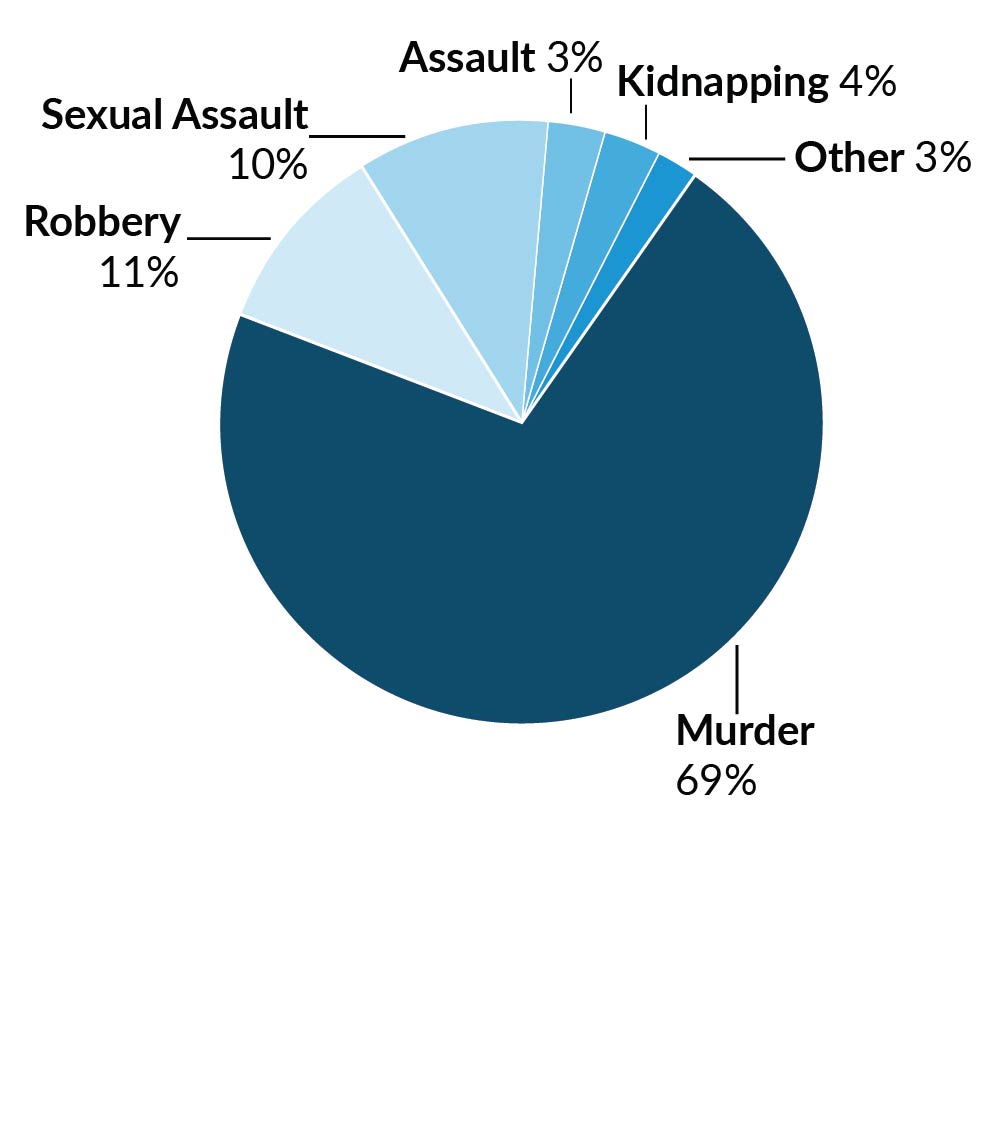 Assault 3%
Kidnapping 4%
Sexual Assault
10%
Other 3%
Robbery
11%
Murder
69%